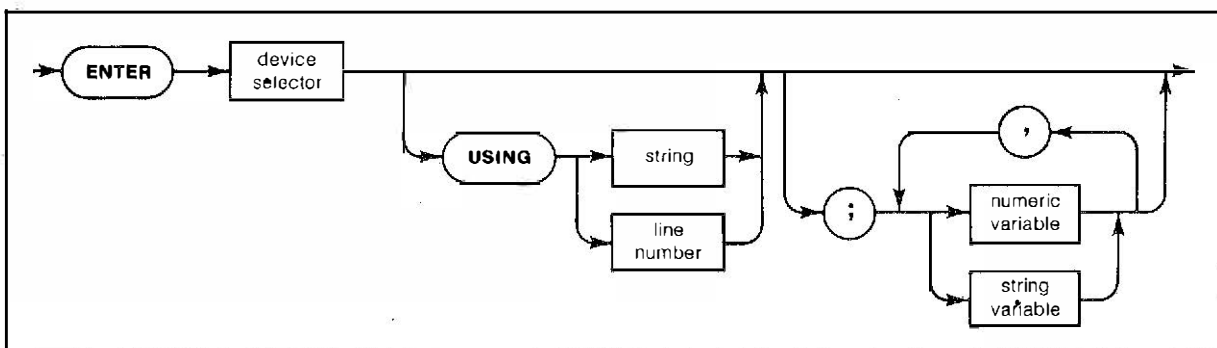 ENTER
device
selector
USING
string
line
number
;
,
numeric
variable
string
variable